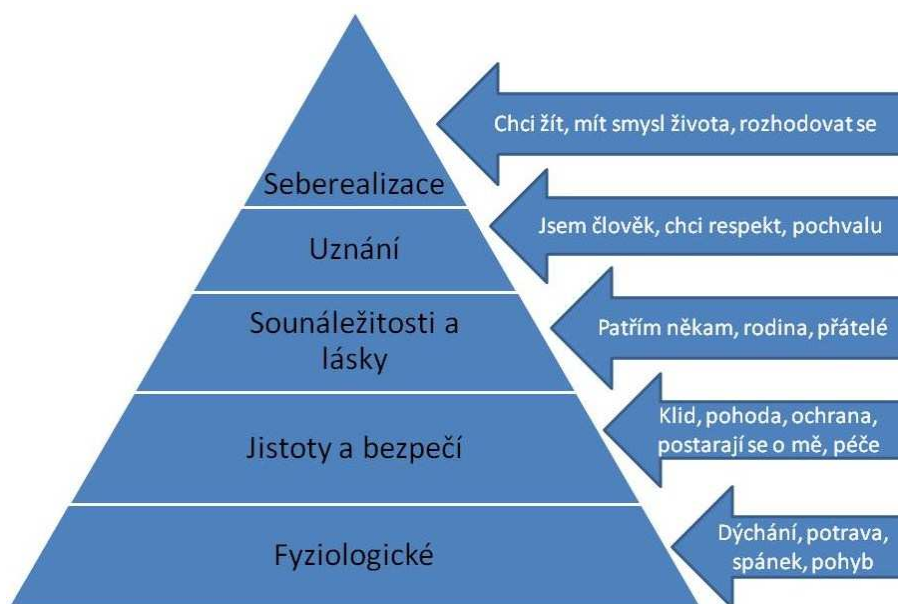 Chci žít, mít smysl života, rozhodovat se
Seberealizace
Jsem člověk, chci respekt, pochvalu
Uznání
Sounáležitosti a
lásky
Patřím někam, rodina, přátelé
Jistoty a bezpečí
Klid, pohoda, ochrana,
postarají se o mě, péče
Fyziologické
Dýchání, potrava,
spánek, pohyb